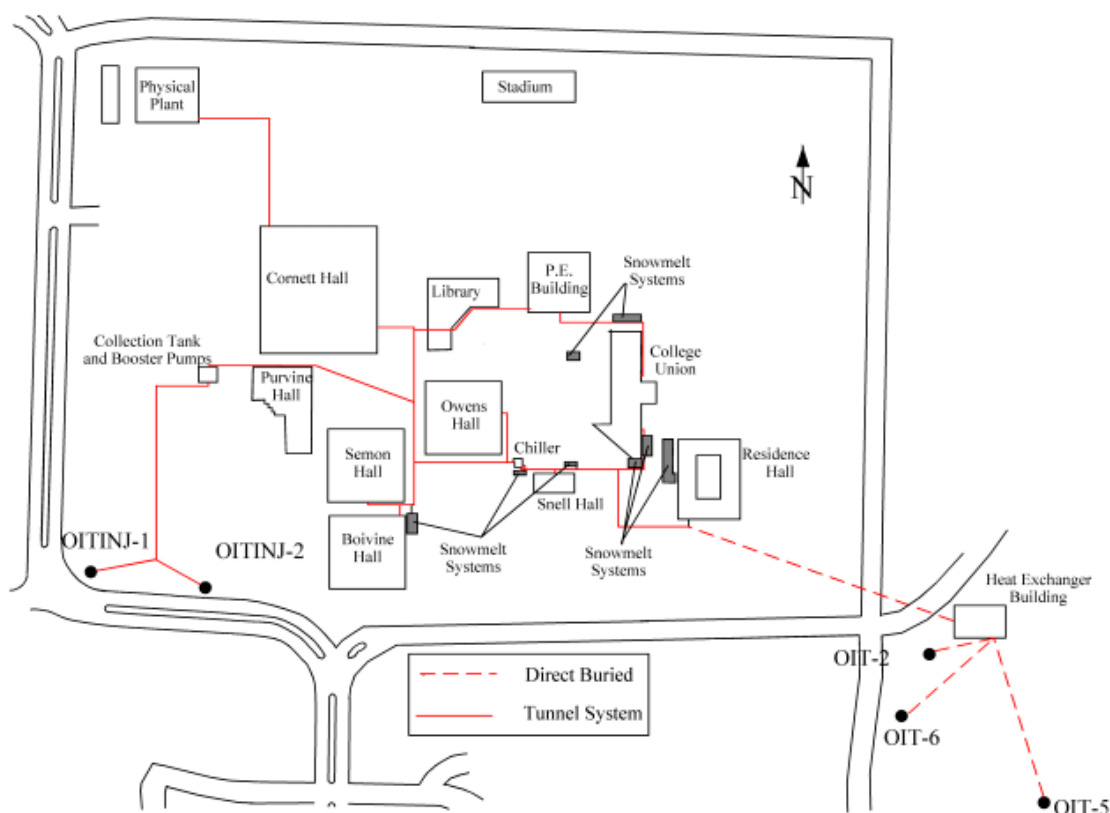 Physical
Plant
Stadium
N
Cornett Hall
Library
P.E.
Building
Snowmelt
Systems
Collection Tank
and Booster Pumps
Purvine
Hall
College
Union
Owens
Hall
Semon
Hall
Chiller
Residence
Hall
Snell Hall
Boivine
Hall
Snowmelt
Systems
Snowmelt
Systems
OITINJ-1
OITINJ-2
Heat Exchanger
Building
OIT-2
OIT-6
OIT-5
Direct Buried
Tunnel System